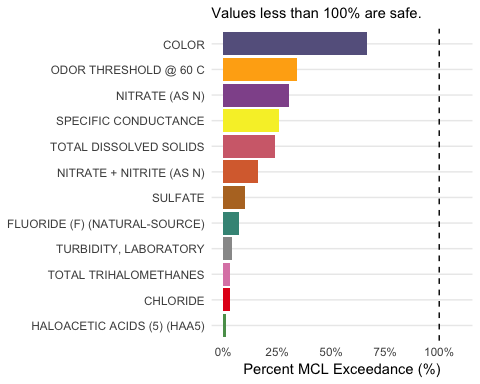 Values less than 100% are safe.
COLOR
ODOR THRESHOLD @ 60 C
NITRATE (AS N)
SPECIFIC CONDUCTANCE
TOTAL DISSOLVED SOLIDS
NITRATE + NITRITE (AS N)
SULFATE
FLUORIDE (F) (NATURAL-SOURCE)
TURBIDITY, LABORATORY
TOTAL TRIHALOMETHANES
CHLORIDE
HALOACETIC ACIDS (5) (HAA5)
0% 25% 50% 75% 100%
Percent MCL Exceedance (%)